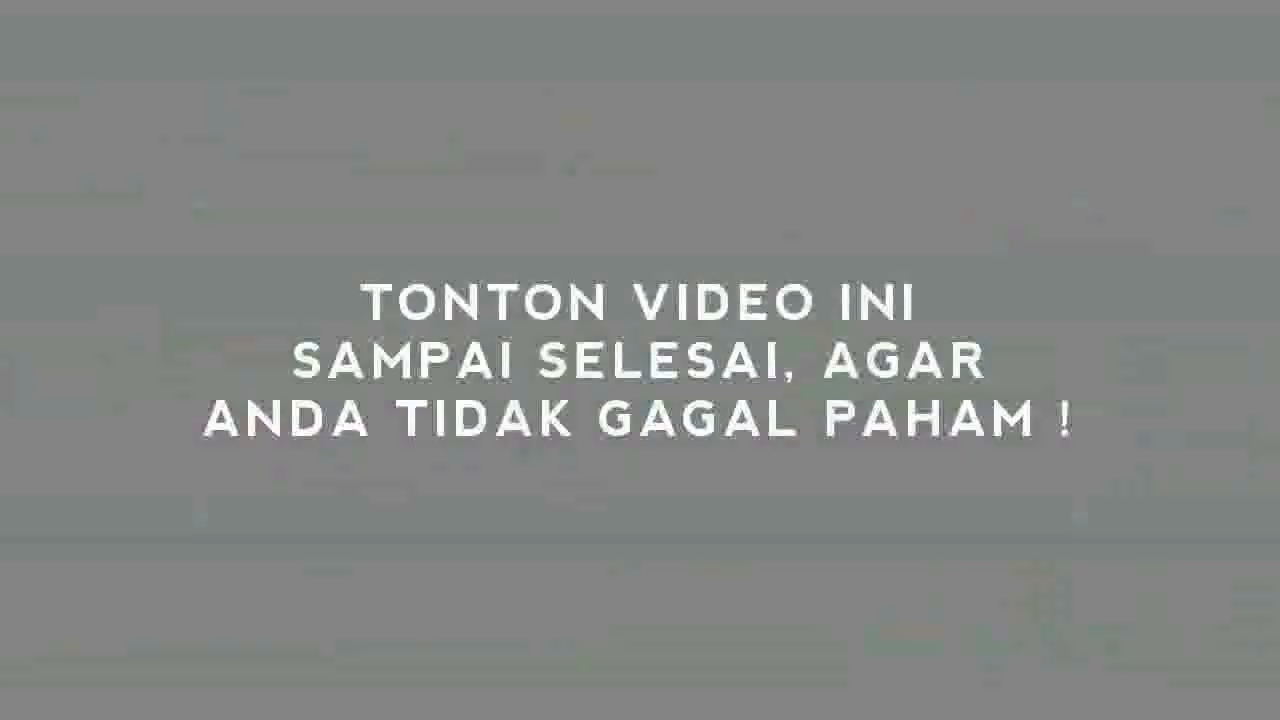 TONTON VIDEO INI
SAMPAI SELESAI, AGAR
ANDA TIDAK GAGAL PAHAM !